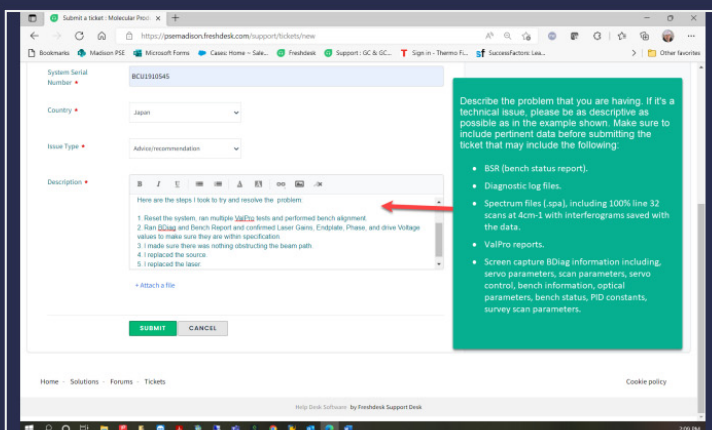 Submit a ticket : Molecular Proc
https://psemadison.freshdesk.com/support/tickets/new
Bookmarks Madison PSE Microsoft Forms Cases: Home ~ Sale... Freshdesk Support : GC & GC... Sign in - Thermo Fi... SuccessFactors: Lea... Other favorites
System Serial
Number
BCU1910545
Country
Japan
Issue Type
Advice/recommendation
Description
B I U
Here are the steps I took to try and resolve the problem
1. Reset the system, ran multiple ValPro tests and performed bench alignment
2. Ran BDiag and Bench Report and confirmed Laser Gains, Endplate, Phase, and drive Voltage
values to make sure they are within specification
3. I made sure there was nothing obstructing the beam path
4. I replaced the source
5. I replaced the laser
+ Attach a file
SUBMIT CANCEL
Describe the problem that you are having. If it's a
technical issue, please be as descriptive as
possible as in the example shown. Make sure to
include pertinent data before submitting the
ticket that may include the following:
• BSR (bench status report).
• Diagnostic log files.
• Spectrum files (.spa), including 100% line 32
scans at 4cm-1 with interferograms saved with
the data.
• ValPro reports.
• Screen capture BDiag information including,
servo parameters, scan parameters, servo
control, bench information, optical
parameters, bench status, PID constants,
survey scan parameters.
Home - Solutions - Forums - Tickets
Cookie policy
Help Desk Software by Freshdesk Support Desk
2:09 PM